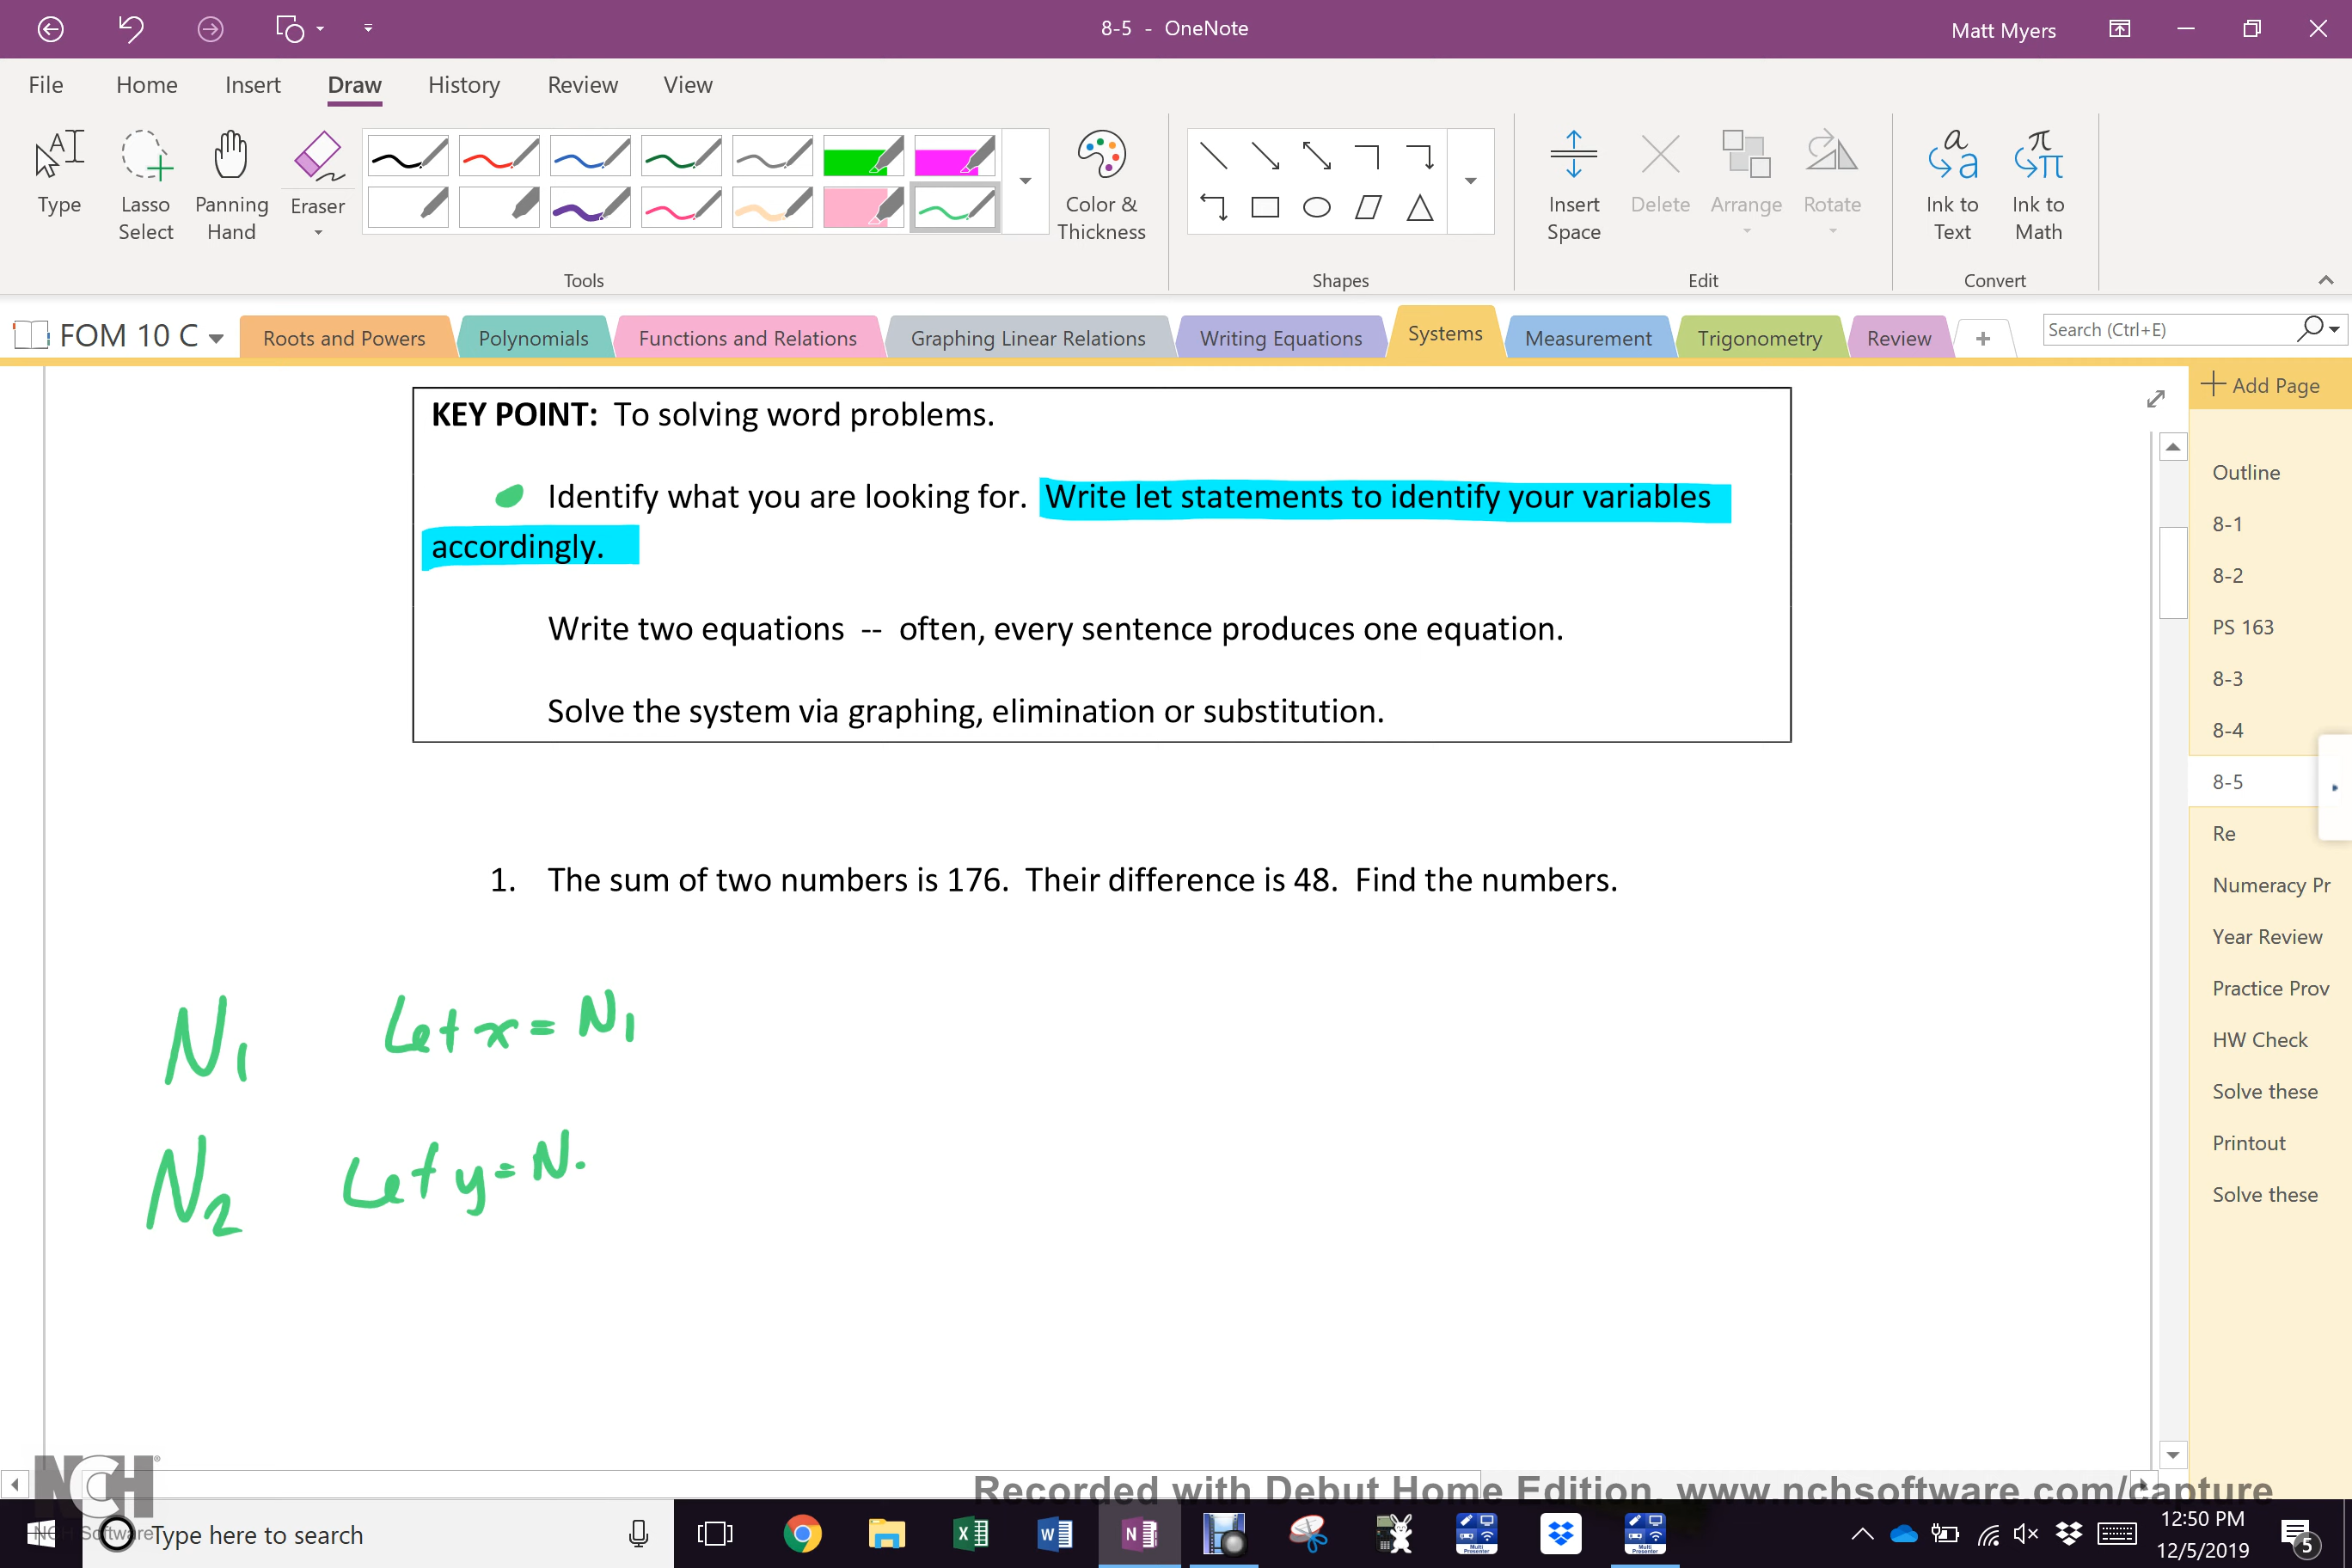 8-5 - OneNote
Matt Myers
File Home Insert Draw History Review View
Type
Lasso Select
Panning Hand
Eraser
Color & Thickness
Insert Space
Delete
Arrange
Rotate
Ink to Text
Ink to Math
Tools Shapes Edit Convert
FOM 10 C
Roots and Powers
Polynomials
Functions and Relations
Graphing Linear Relations
Writing Equations
Systems
Measurement
Trigonometry
Review
Search (Ctrl+E)
KEY POINT: To solving word problems.
Identify what you are looking for. Write let statements to identify your variables
accordingly.
Write two equations -- often, every sentence produces one equation.
Solve the system via graphing, elimination or substitution.
1. The sum of two numbers is 176. Their difference is 48. Find the numbers.
N1 Let x = N1
N2 Let y = N
Add Page
Outline
8-1
8-2
PS 163
8-3
8-4
8-5
Re
Numeracy Pr
Year Review
Practice Prov
HW Check
Solve these
Printout
Solve these
NCH
NCH Software
Recorded with Debut Home Edition. www.nchsoftware.com/capture
Type here to search
12:50 PM
12/5/2019
5